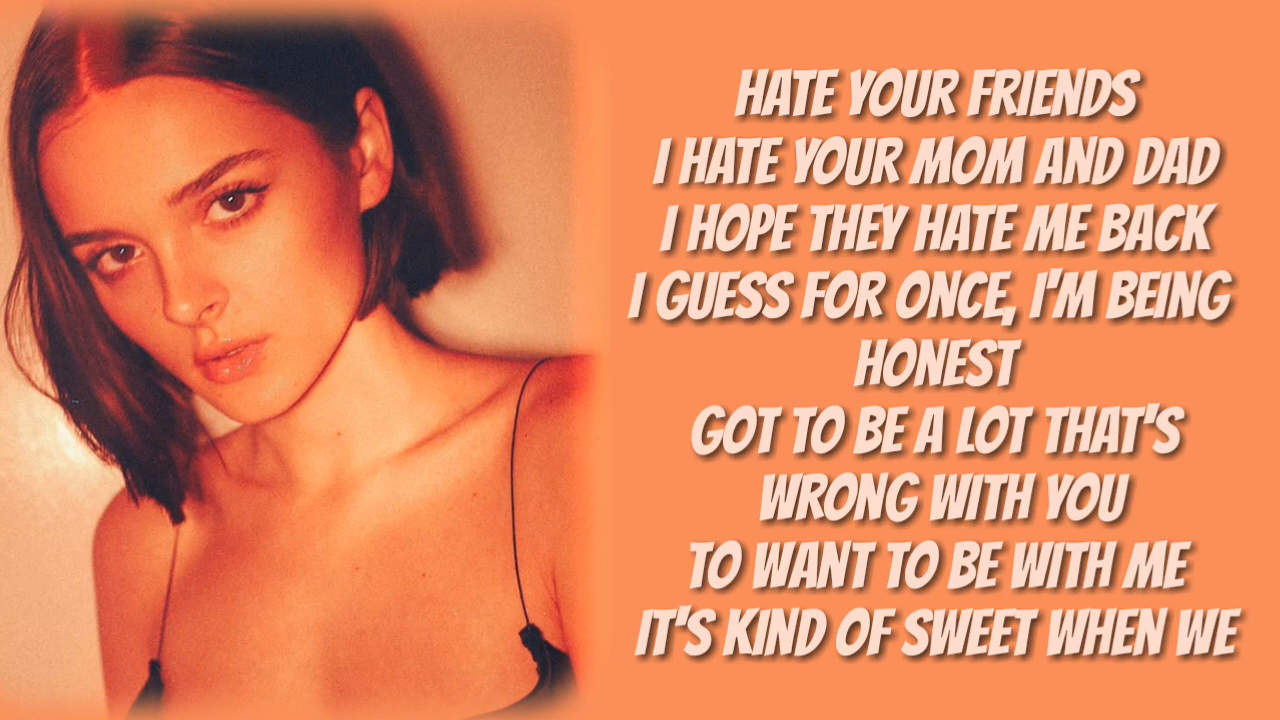 HATE YOUR FRIENDS
I HATE YOUR MOM AND DAD
I HOPE THEY HATE ME BACK
I GUESS FOR ONCE, I'M BEING
HONEST
GOT TO BE A LOT THAT'S
WRONG WITH YOU
TO WANT TO BE WITH ME
IT'S KIND OF SWEET WHEN WE